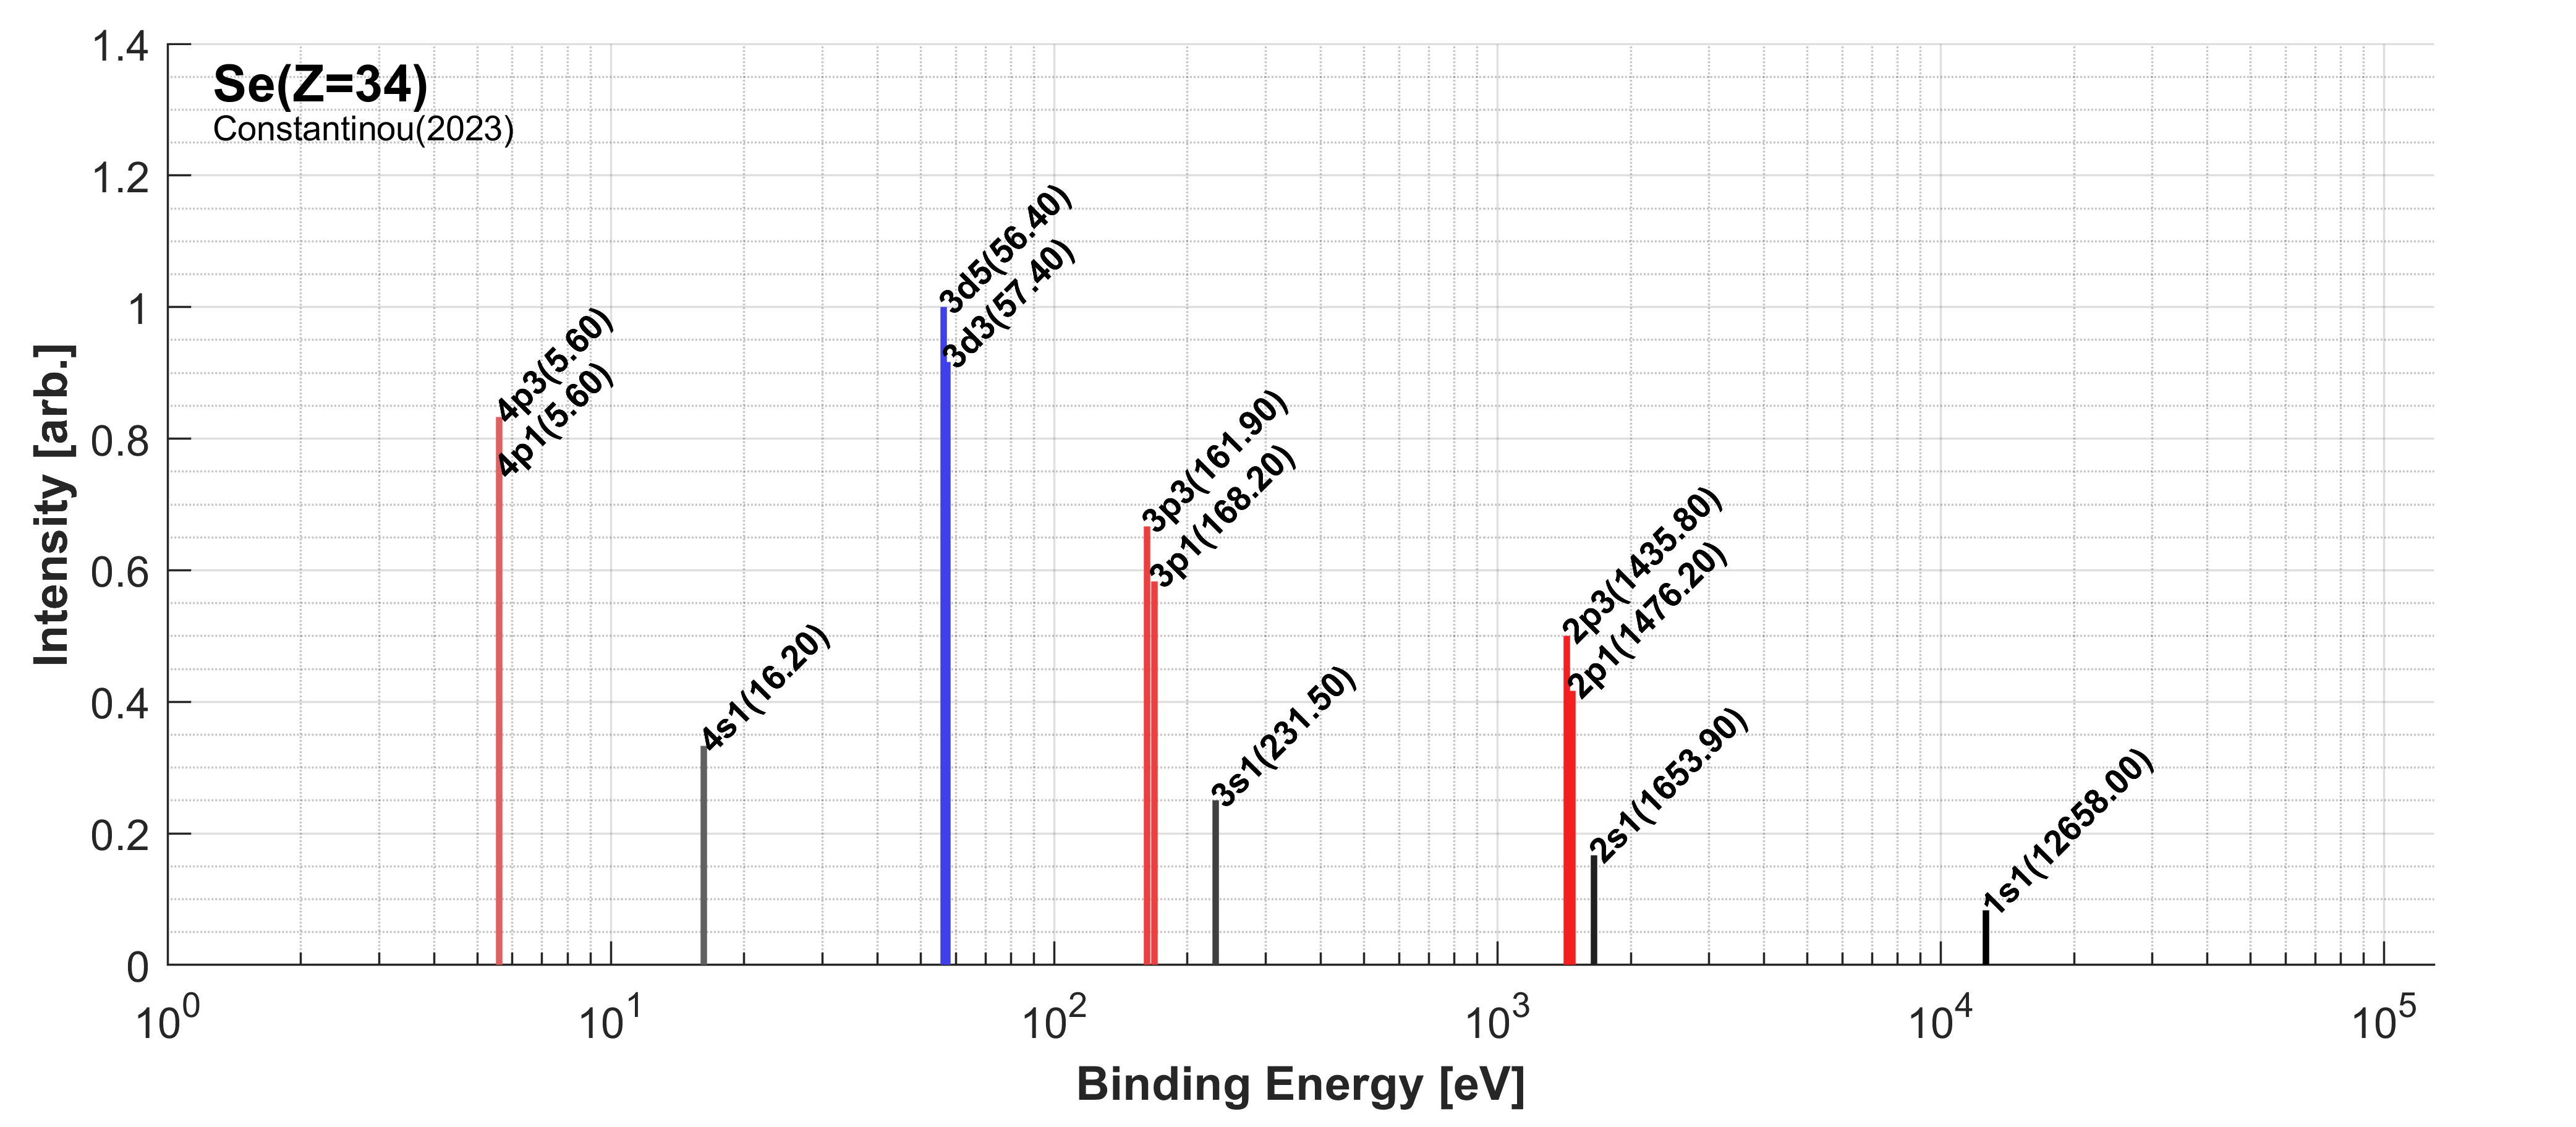 Se(Z=34)
Constantinou(2023)
1.4
1.2
1
0.8
0.6
0.4
0.2
0
Intensity [arb.]
4p3(5.60)
4p1(5.60)
4s1(16.20)
3d5(56.40)
3d3(57.40)
3p3(161.90)
3p1(168.20)
3s1(231.50)
2p3(1435.80)
2p1(1476.20)
2s1(1653.90)
1s1(12658.00)
10^0 10^1 10^2 10^3 10^4 10^5
Binding Energy [eV]